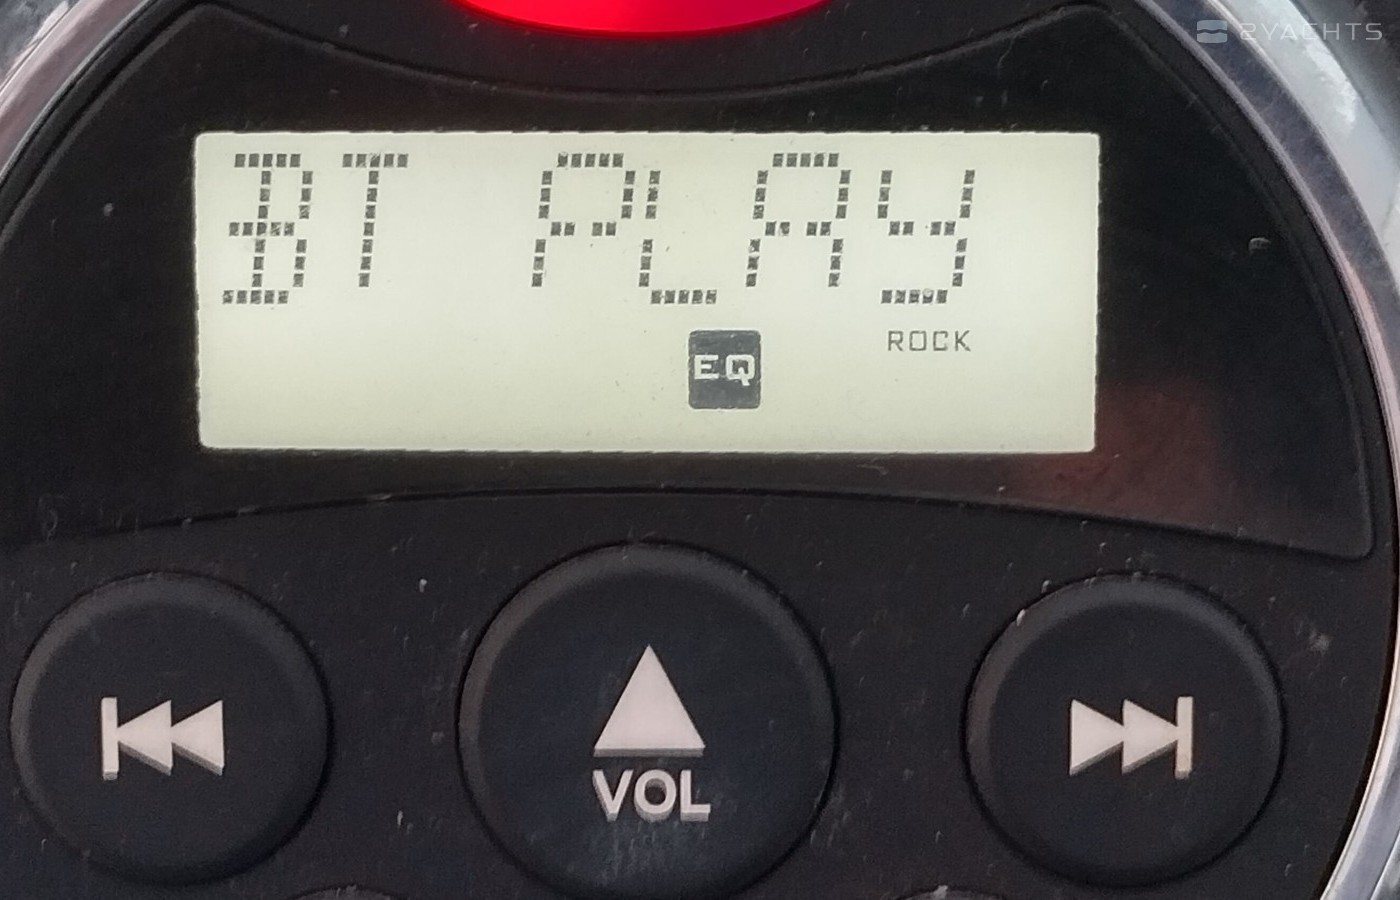 2YACHTS
BT PLAY
ROCK
EQ
VOL